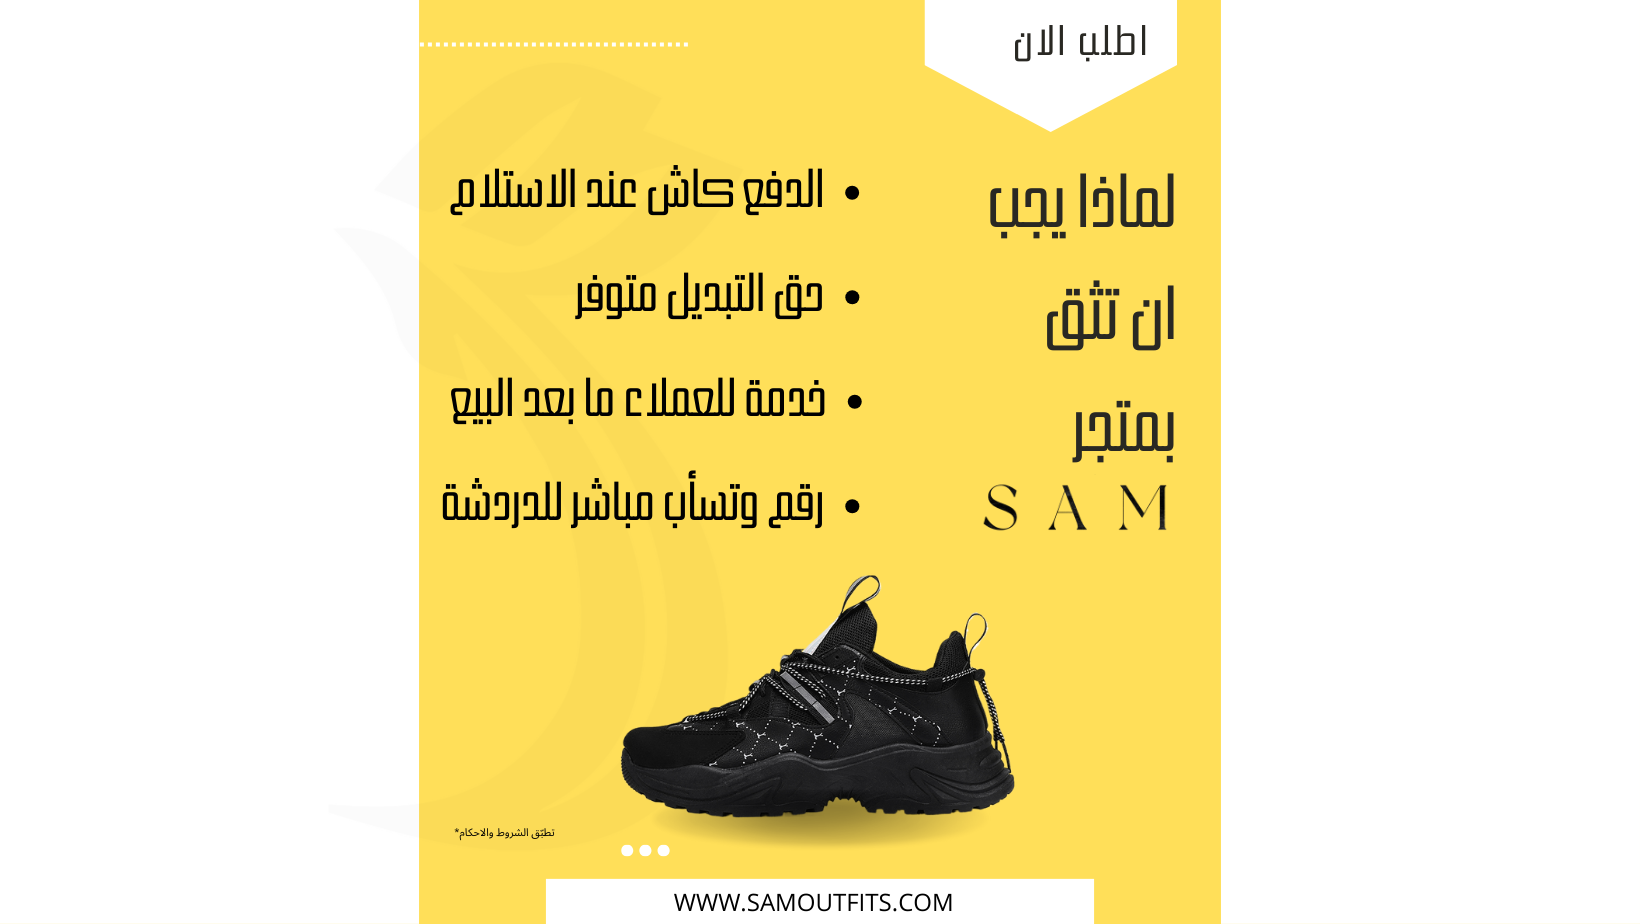 اطلب الان
لماذا يجب
ان تثق
بمتجر
SAM
• الدفع كاش عند الاستلام
• حق التبديل متوفر
• خدمة للعملاء ما بعد البيع
• رقم وتسأب مباشر للدردشة
*تطبّق الشروط والاحكام
WWW.SAMOUTFITS.COM